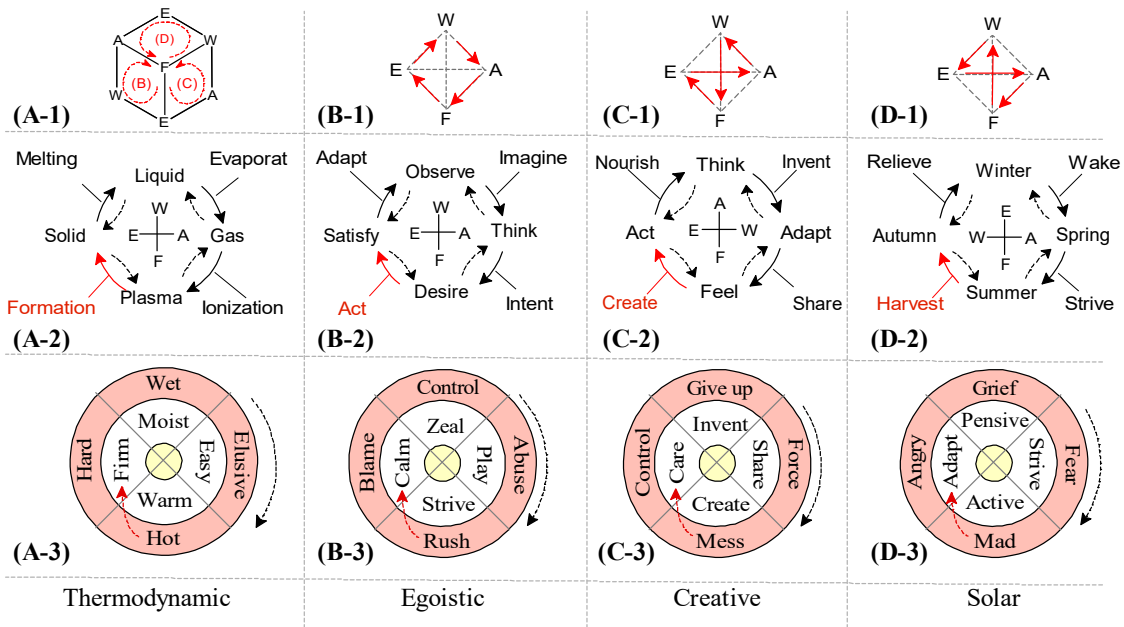 E
A (D) W
F
(B) (C)
W A
E
(A-1)
W
E A
F
(B-1)
W
E A
F
(C-1)
W
E A
F
(D-1)
Melting Evaporat
Liquid
W
Solid E A Gas
F
Plasma
Formation Ionization
(A-2)
Adapt Imagine
Observe
W
Satisfy E A Think
F
Desire
Act Intent
(B-2)
Nourish Invent
Think
A
Act E W Adapt
F
Feel
Create Share
(C-2)
Relieve Wake
Winter
E
Autumn W A Spring
F
Summer
Harvest Strive
(D-2)
Wet
Moist
Hard Firm Easy Elusive
Warm
Hot
(A-3)
Control
Zeal
Blame Calm Play Abuse
Strive
Rush
(B-3)
Give up
Invent
Control Care Share Force
Create
Mess
(C-3)
Grief
Pensive
Angry Adapt Strive Fear
Active
Mad
(D-3)
Thermodynamic Egoistic Creative Solar